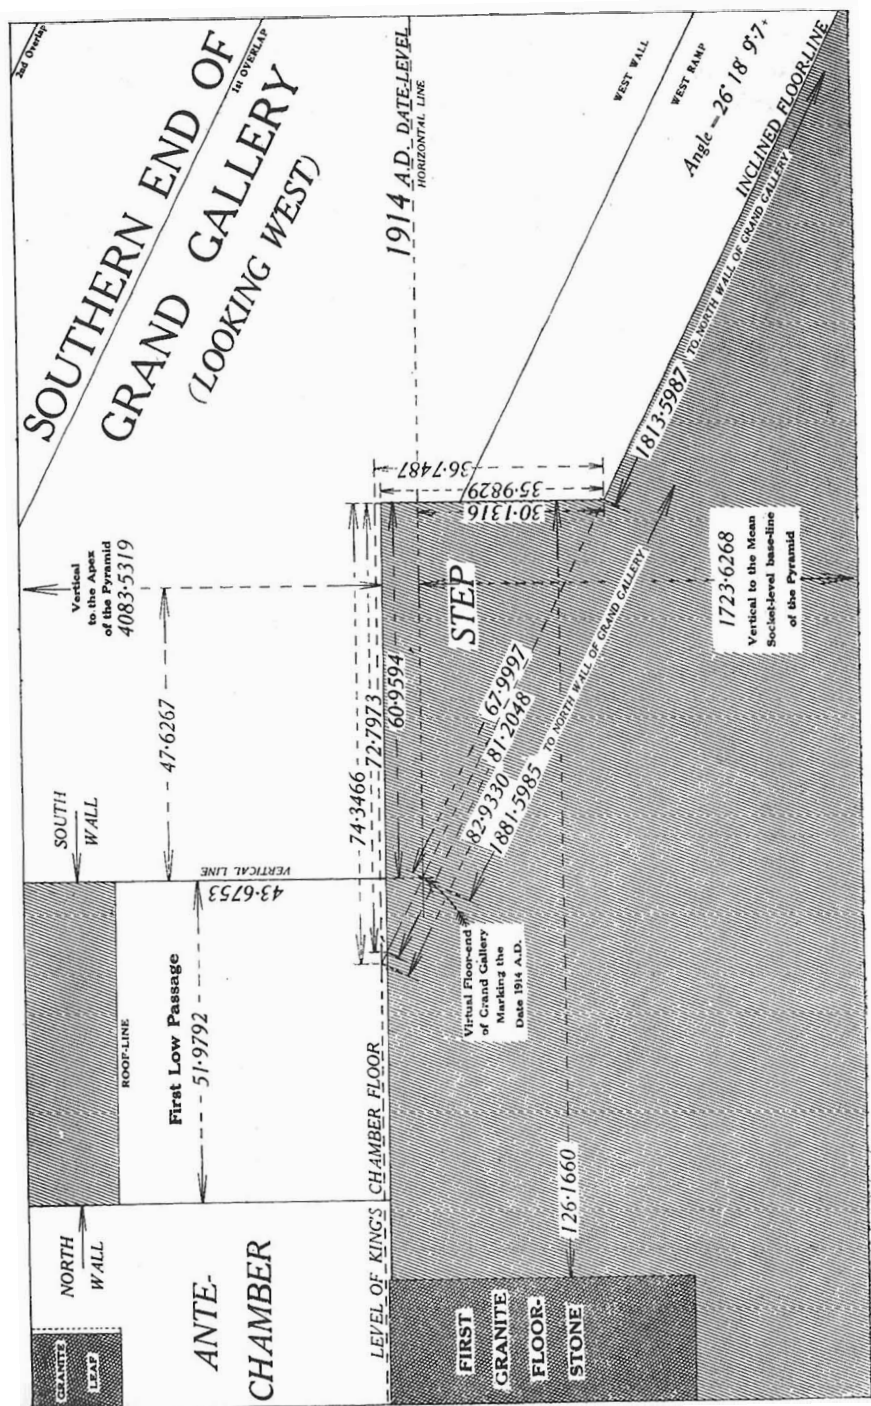 2nd Overlap
SOUTHERN END OF
1st OVERLAP
GRAND GALLERY
(LOOKING WEST)
1914 A.D. DATE-LEVEL
HORIZONTAL LINE
WEST WALL
WEST RAMP
Angle = 26° 18′ 9″·7+
INCLINED FLOOR-LINE
1813·5987 TO NORTH WALL OF GRAND GALLERY
Vertical
to the Apex
of the Pyramid
4083·5319
36·7487
35·9829
30·1316
STEP
47·6267
SOUTH
WALL
74·3466
72·7973
60·9594
67·9997
81·2048
82·9330
1881·5985 TO NORTH WALL OF GRAND GALLERY
1723·6268
Vertical to the Mean
Socket-level base-line
of the Pyramid
VERTICAL LINE
43·6753
ROOF-LINE
First Low Passage
51·9792
Virtual Floor-end
of Grand Gallery
Marking the
Date 1914 A.D.
NORTH
WALL
GRANITE
LEAF
ANTE-
CHAMBER
LEVEL OF KING'S CHAMBER FLOOR
126·1660
FIRST
GRANITE
FLOOR-
STONE